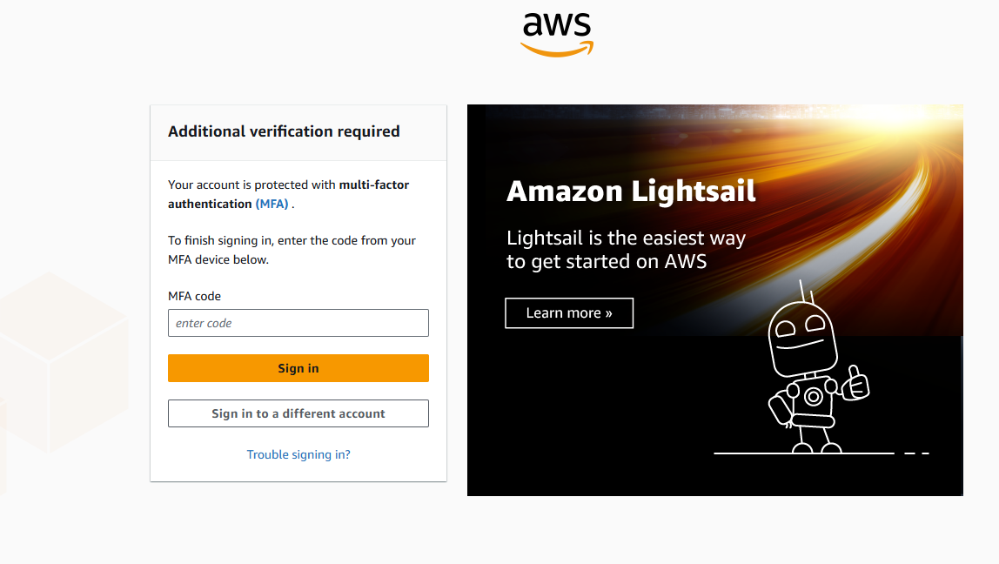 aws
Additional verification required
Your account is protected with multi-factor
authentication (MFA) .
To finish signing in, enter the code from your
MFA device below.
MFA code
enter code
Sign in
Sign in to a different account
Trouble signing in?
Amazon Lightsail
Lightsail is the easiest way
to get started on AWS
Learn more »